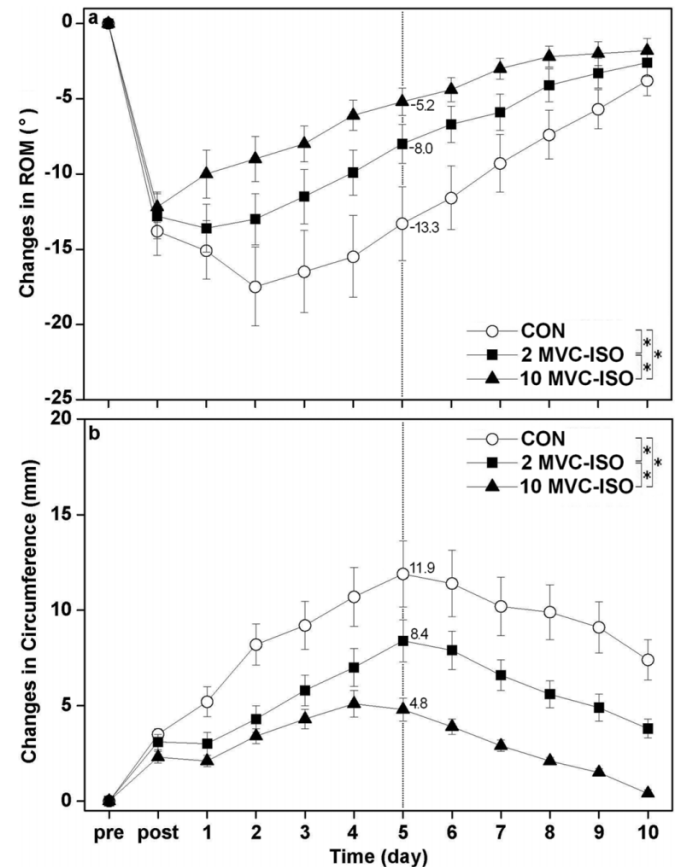 a
0
-5
-10
-15
-20
-25
Changes in ROM (°)
-5.2
-8.0
-13.3
CON
2 MVC-ISO
10 MVC-ISO
*
*
*
b
20
15
10
5
0
Changes in Circumference (mm)
CON
2 MVC-ISO
10 MVC-ISO
*
*
*
11.9
8.4
4.8
pre post 1 2 3 4 5 6 7 8 9 10
Time (day)